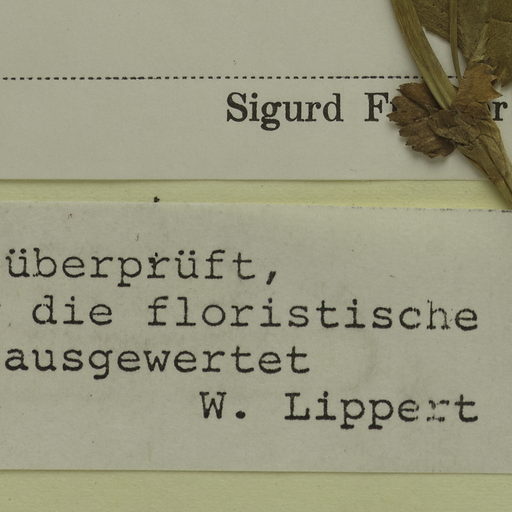 Sigurd
überprüft,
die floristische
ausgewertet
W. Lippert